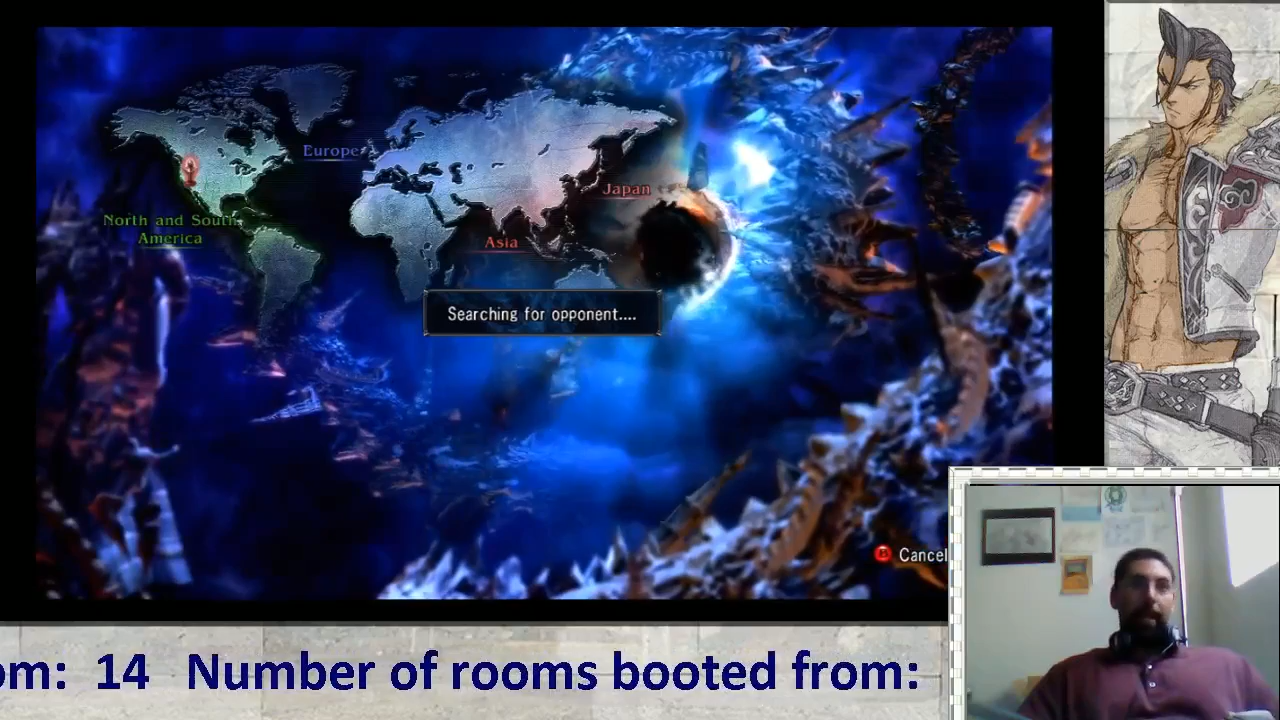 Europe
Japan
North and South
America
Asia
Searching for opponent....
B Cancel
om: 14 Number of rooms booted from: